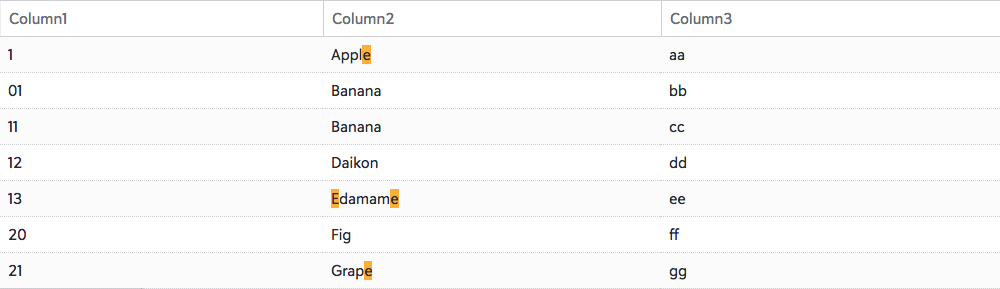 Column1 Column2 Column3
1 Apple aa
01 Banana bb
11 Banana cc
12 Daikon dd
13 Edamame ee
20 Fig ff
21 Grape gg